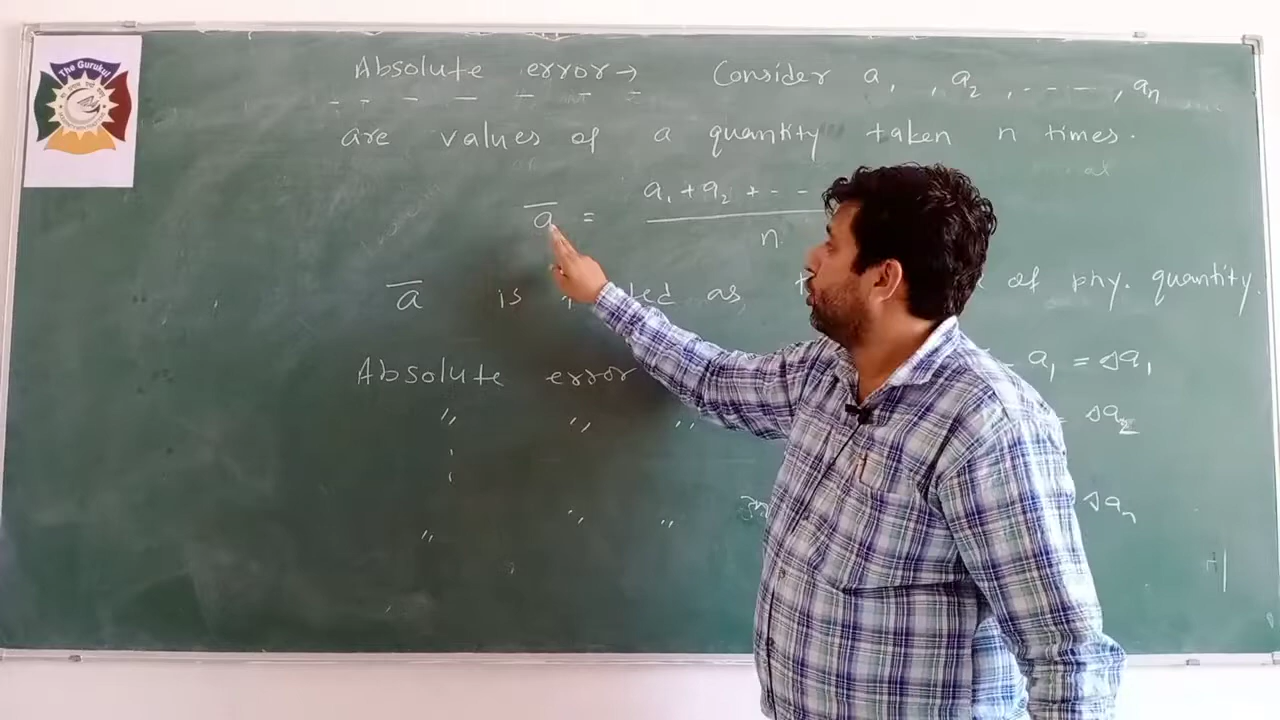 The Gurukul
Absolute error → Consider a₁, a₂, ----, aₙ
are values of a quantity taken n times.
a̅ = a₁ + a₂ + - -
n
a̅ is as of phy. quantity.
Absolute error a₁ = Δa₁
〃 〃 〃 Δa₂
〃 〃 〃 Δaₙ